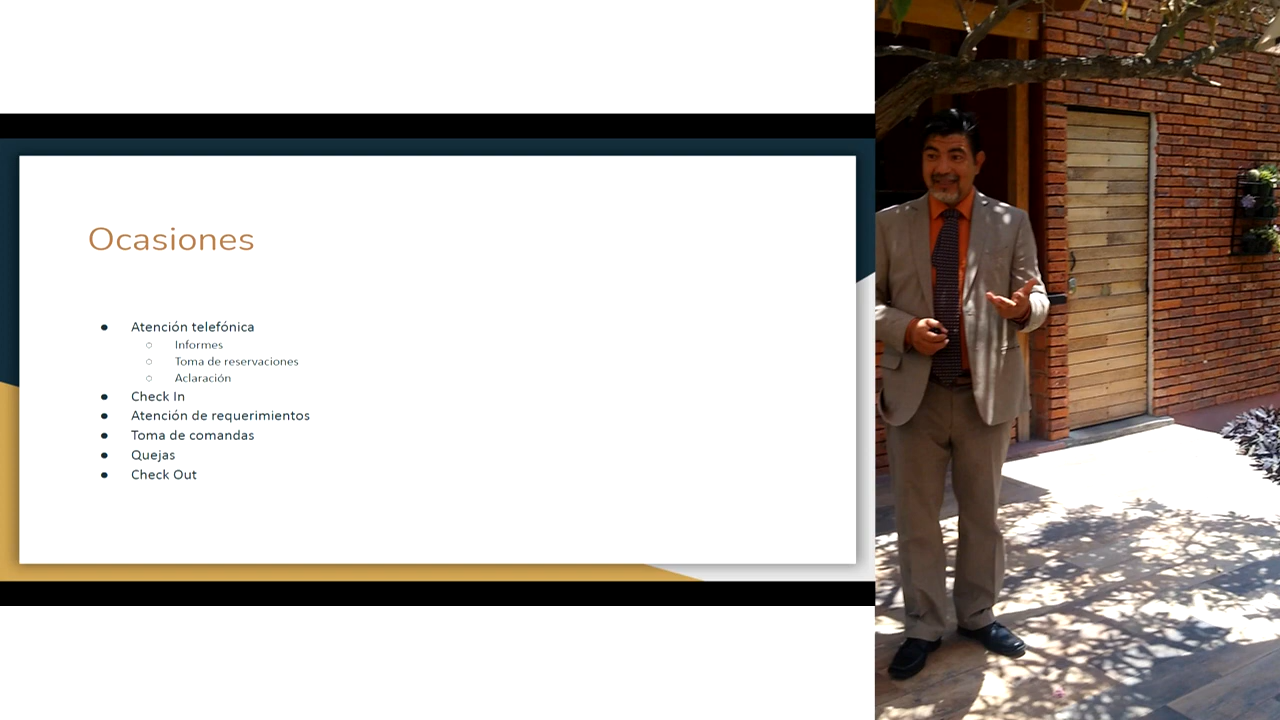 Ocasiones
● Atención telefónica
○ Informes
○ Toma de reservaciones
○ Aclaración
● Check In
● Atención de requerimientos
● Toma de comandas
● Quejas
● Check Out